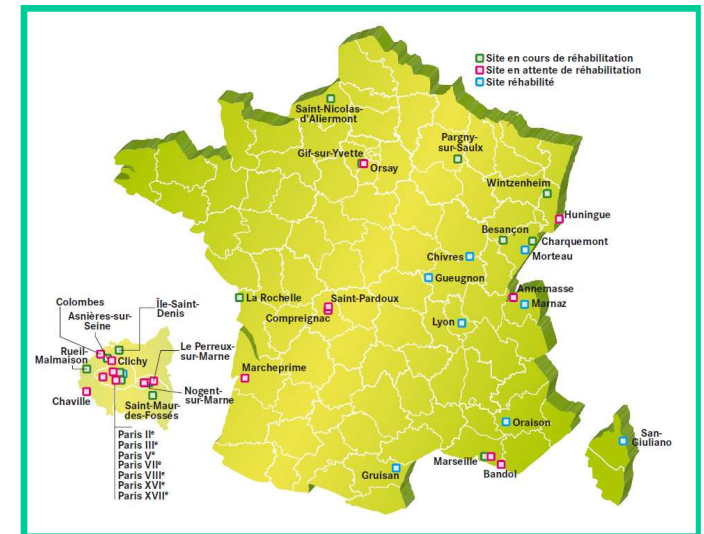 Site en cours de réhabilitation
Site en attente de réhabilitation
Site réhabilité
Saint-Nicolas-
d'Aliermont
Pargny-
sur-Saulx
Gif-sur-Yvette
Orsay
Wintzenheim
Huningue
Besançon
Charquemont
Morteau
Chivres
Gueugnon
Annemasse
Marnaz
La Rochelle
Saint-Pardoux
Compreignac
Lyon
Colombes
Île-Saint-
Denis
Asnières-sur-
Seine
Rueil-
Malmaison
Clichy
Le Perreux-
sur-Marne
Chaville
Nogent-
sur-Marne
Saint-Maur-
des-Fossés
Marcheprime
Paris IIe
Paris IIIe
Paris Ve
Paris VIIe
Paris VIIIe
Paris XVIe
Paris XVIIe
Oraison
San-
Giuliano
Marseille
Bandol
Gruisan